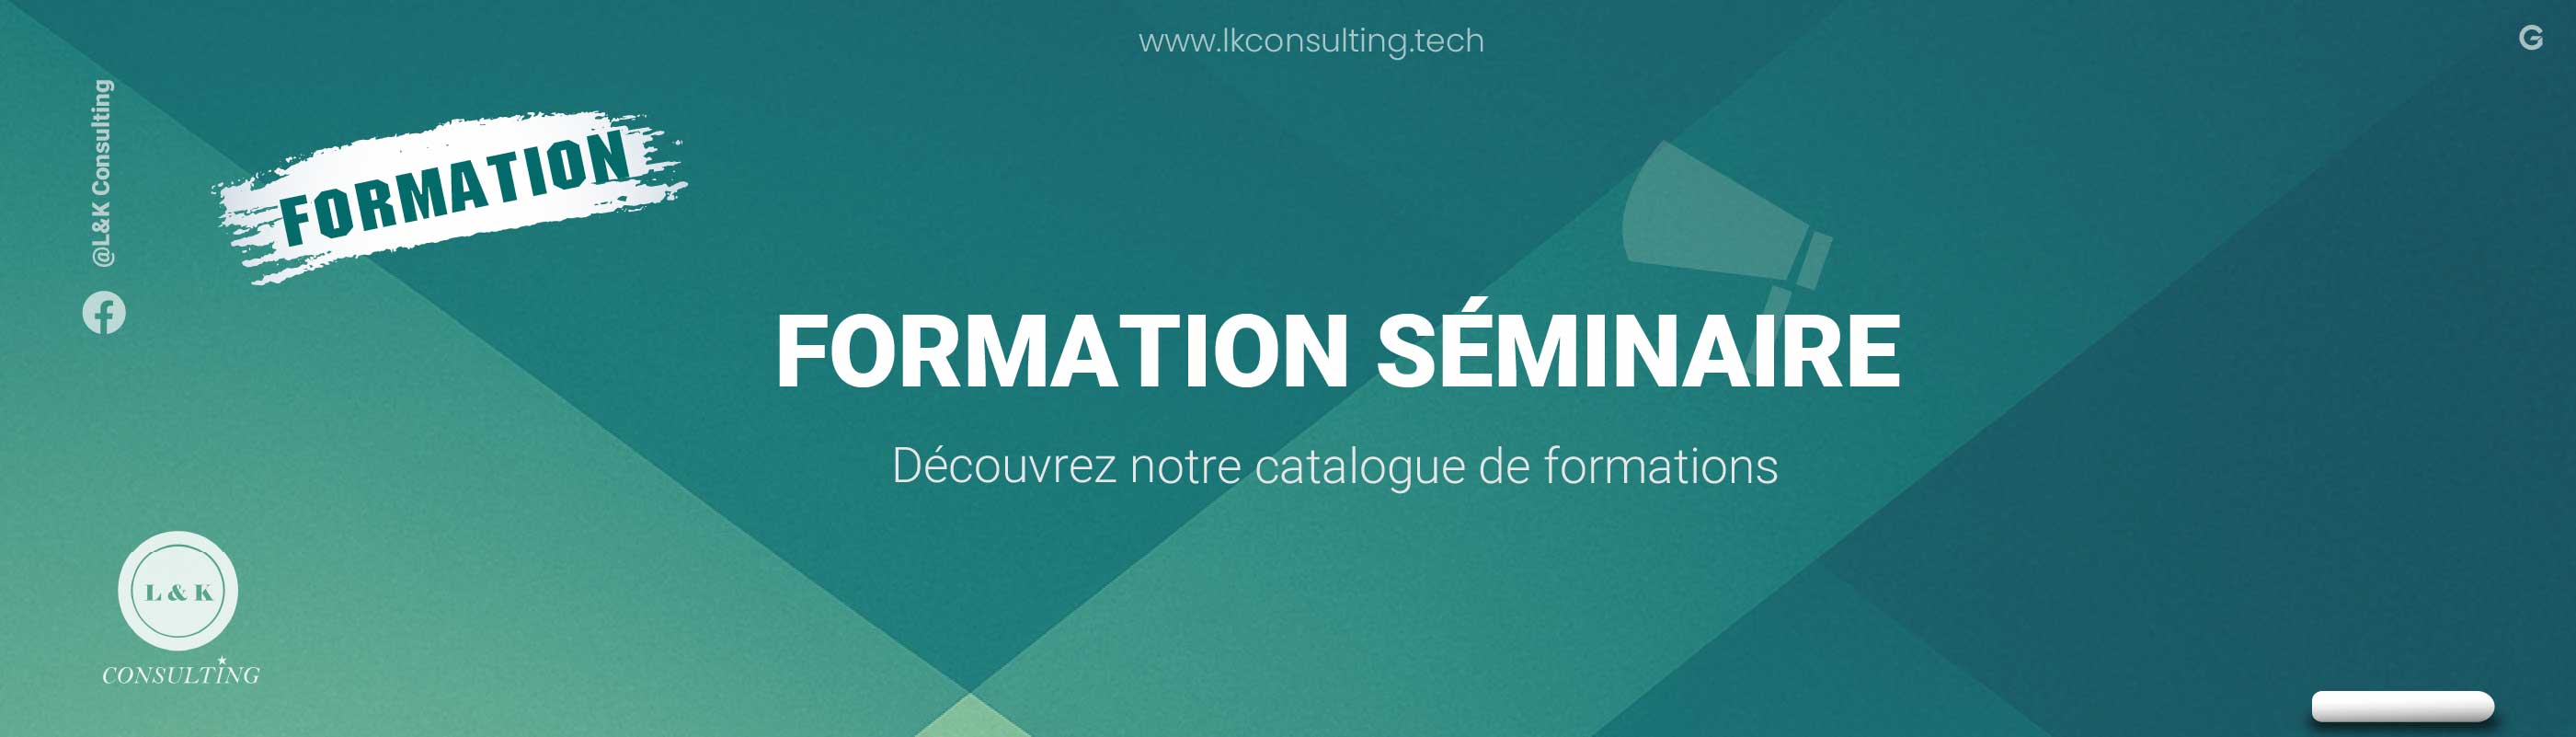 www.lkconsulting.tech
G
@L&K Consulting
FORMATION
FORMATION SÉMINAIRE
Découvrez notre catalogue de formations
L & K
CONSULTING